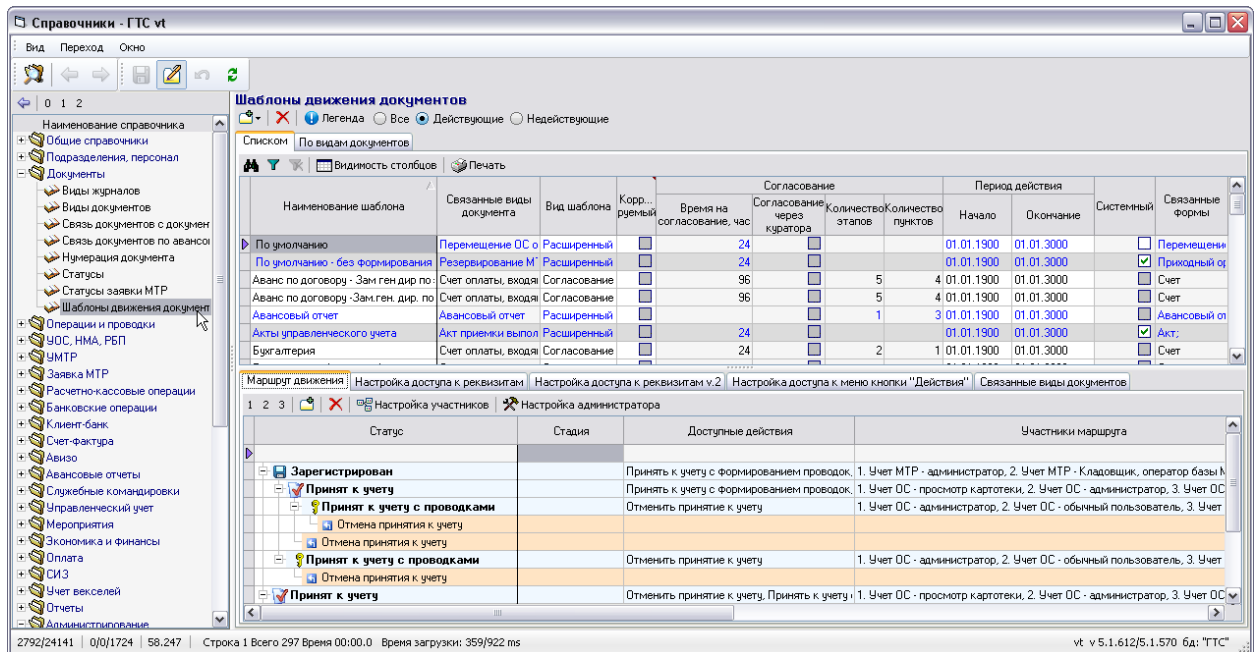 Справочники - ГТС vt
Вид Переход Окно
0 1 2
Наименование справочника
Общие справочники
Подразделения, персонал
Документы
Виды журналов
Виды документов
Связь документов с докумен
Связь документов по авансо
Нумерация документа
Статусы
Статусы заявки МТР
Шаблоны движения документ
Операции и проводки
УОС, НМА, РБП
УМТР
Заявка МТР
Расчетно-кассовые операции
Банковские операции
Клиент-банк
Счет-фактура
Авизо
Авансовые отчеты
Служебные командировки
Управленческий учет
Мероприятия
Экономика и финансы
Оплата
СИЗ
Учет векселей
Отчеты
Администрирование
Шаблоны движения документов
Легенда Все Действующие Недействующие
Списком По видам документов
Видимость столбцов Печать
Согласование Период действия
Наименование шаблона Связанные виды документа Вид шаблона Корр... руемый Время на согласование, час Согласование через куратора Количество этапов Количество пунктов Начало Окончание Системный Связанные формы
По умолчанию Перемещение ОС о Расширенный 24 01.01.1900 01.01.3000 Перемещени
По умолчанию - без формирования Резервирование М Расширенный 24 01.01.1900 01.01.3000 Приходный ор
Аванс по договору - Зам ген дир по Счет оплаты, входя Согласование 96 5 4 01.01.1900 01.01.3000 Счет
Аванс по договору -Зам.ген. дир. по Счет оплаты, входя Согласование 96 5 4 01.01.1900 01.01.3000 Счет
Авансовый отчет Авансовый отчет Расширенный 1 3 01.01.1900 01.01.3000 Авансовый от
Акты управленческого учета Акт приемки выпол Расширенный 24 01.01.1900 01.01.3000 Акт;
Бухгалтерия Счет оплаты, входя Согласование 24 2 1 01.01.1900 01.01.3000 Счет
Маршрут движения Настройка доступа к реквизитам Настройка доступа к реквизитам v.2 Настройка доступа к меню кнопки "Действия" Связанные виды документов
1 2 3 Настройка участников Настройка администратора
Статус Стадия Доступные действия Участники маршрута
Зарегистрирован Принять к учету с формированием проводок, 1. Учет МТР - администратор, 2. Учет МТР - Кладовщик, оператор базы М
Принят к учету Принять к учету с формированием проводок, 1. Учет ОС - просмотр картотеки, 2. Учет ОС - администратор, 3. Учет ОС
Принят к учету с проводками Отменить принятие к учету 1. Учет ОС - администратор, 2. Учет ОС - обычный пользователь, 3. Учет
Отмена принятия к учету
Отмена принятия к учету
Принят к учету с проводками Отменить принятие к учету 1. Учет ОС - администратор, 2. Учет ОС - обычный пользователь, 3. Учет
Отмена принятия к учету
Принят к учету Отменить принятие к учету, Принять к учету 1. Учет ОС - просмотр картотеки, 2. Учет ОС - администратор, 3. Учет ОС
2792/24141 0/0/1724 58.247 Строка 1 Всего 297 Время 00:00.0 Время загрузки: 359/922 ms vt v 5.1.612/5.1.570 бд: "ГТС"